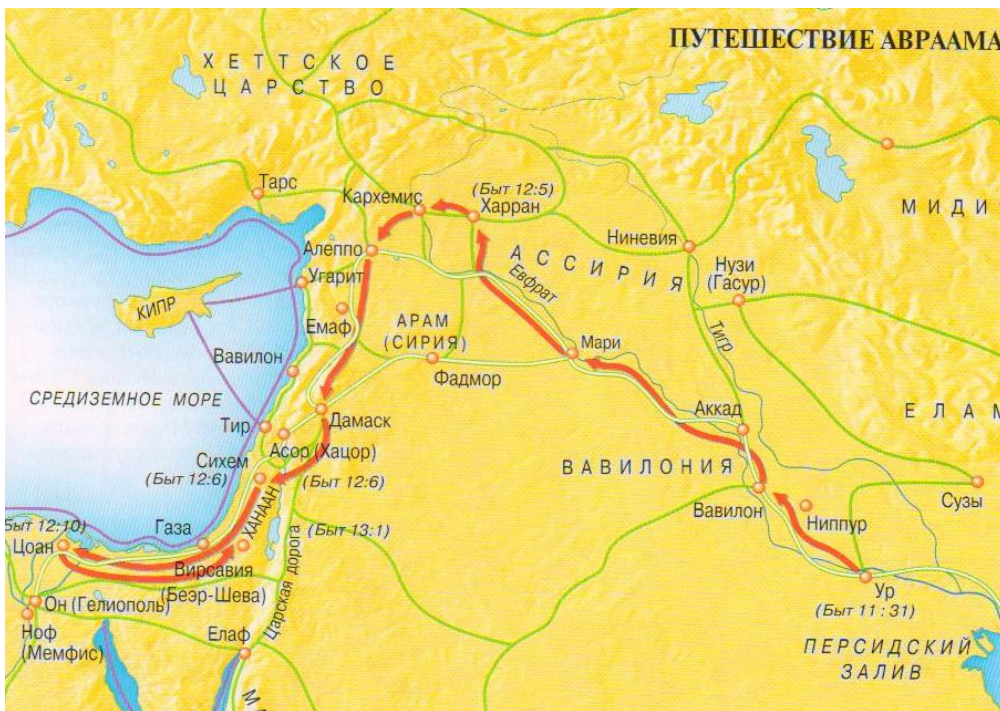 ПУТЕШЕСТВИЕ АВРААМА
ХЕТТСКОЕ
ЦАРСТВО
Тарс
Кархемис
(Быт 12:5)
Харран
МИДИ
Ниневия
Алеппо
АССИРИЯ
Нузи
(Гасур)
Угарит
Евфрат
КИПР
Емаф
АРАМ
(СИРИЯ)
Тигр
Мари
Вавилон
Фадмор
СРЕДИЗЕМНОЕ МОРЕ
Дамаск
Аккад
ЕЛАМ
Тир
Асор (Хацор)
Сихем
(Быт 12:6)
(Быт 12:6)
ВАВИЛОНИЯ
Сузы
Вавилон
Ниппур
ХАНААН
Быт 12:10)
Газа
(Быт 13:1)
Цоан
Вирсавия
(Беэр-Шева)
Царская дорога
Ур
(Быт 11:31)
Он (Гелиополь)
Ноф
(Мемфис)
Елаф
ПЕРСИДСКИЙ
ЗАЛИВ